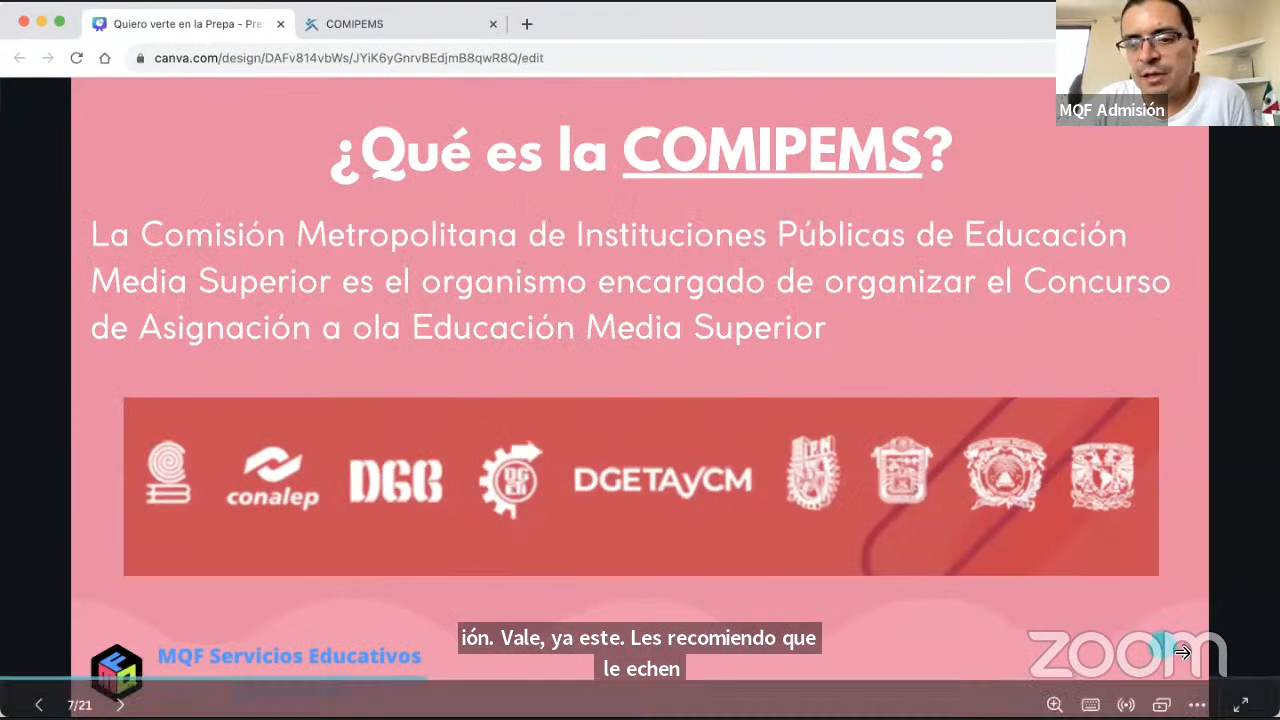 Quiero verte en la Prepa - Pre
COMIPEMS
canva.com/design/DAFv814vbWs/JYiK6yGnrvBEdjmB8qwR8Q/edit
MQF Admisión
¿Qué es la COMIPEMS?
La Comisión Metropolitana de Instituciones Públicas de Educación
Media Superior es el organismo encargado de organizar el Concurso
de Asignación a ola Educación Media Superior
conalep
DGB
DGETAyCM
IPN
ión. Vale, ya este. Les recomiendo que
le echen
MQF Servicios Educativos
zoom
7/21